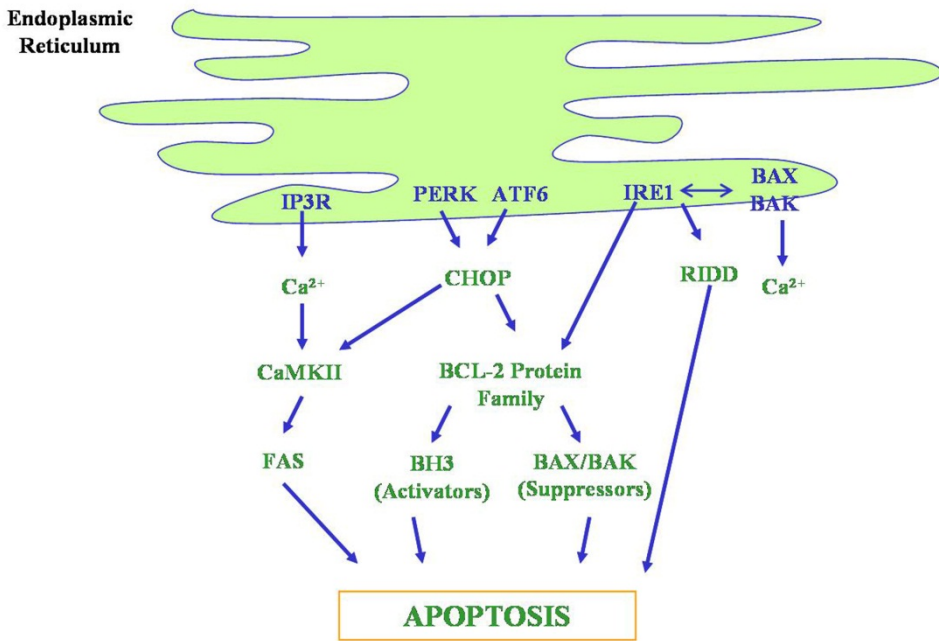 Endoplasmic
Reticulum
IP3R
PERK
ATF6
IRE1
BAX
BAK
Ca²⁺
CHOP
RIDD
Ca²⁺
CaMKII
BCL-2 Protein
Family
FAS
BH3
(Activators)
BAX/BAK
(Suppressors)
APOPTOSIS